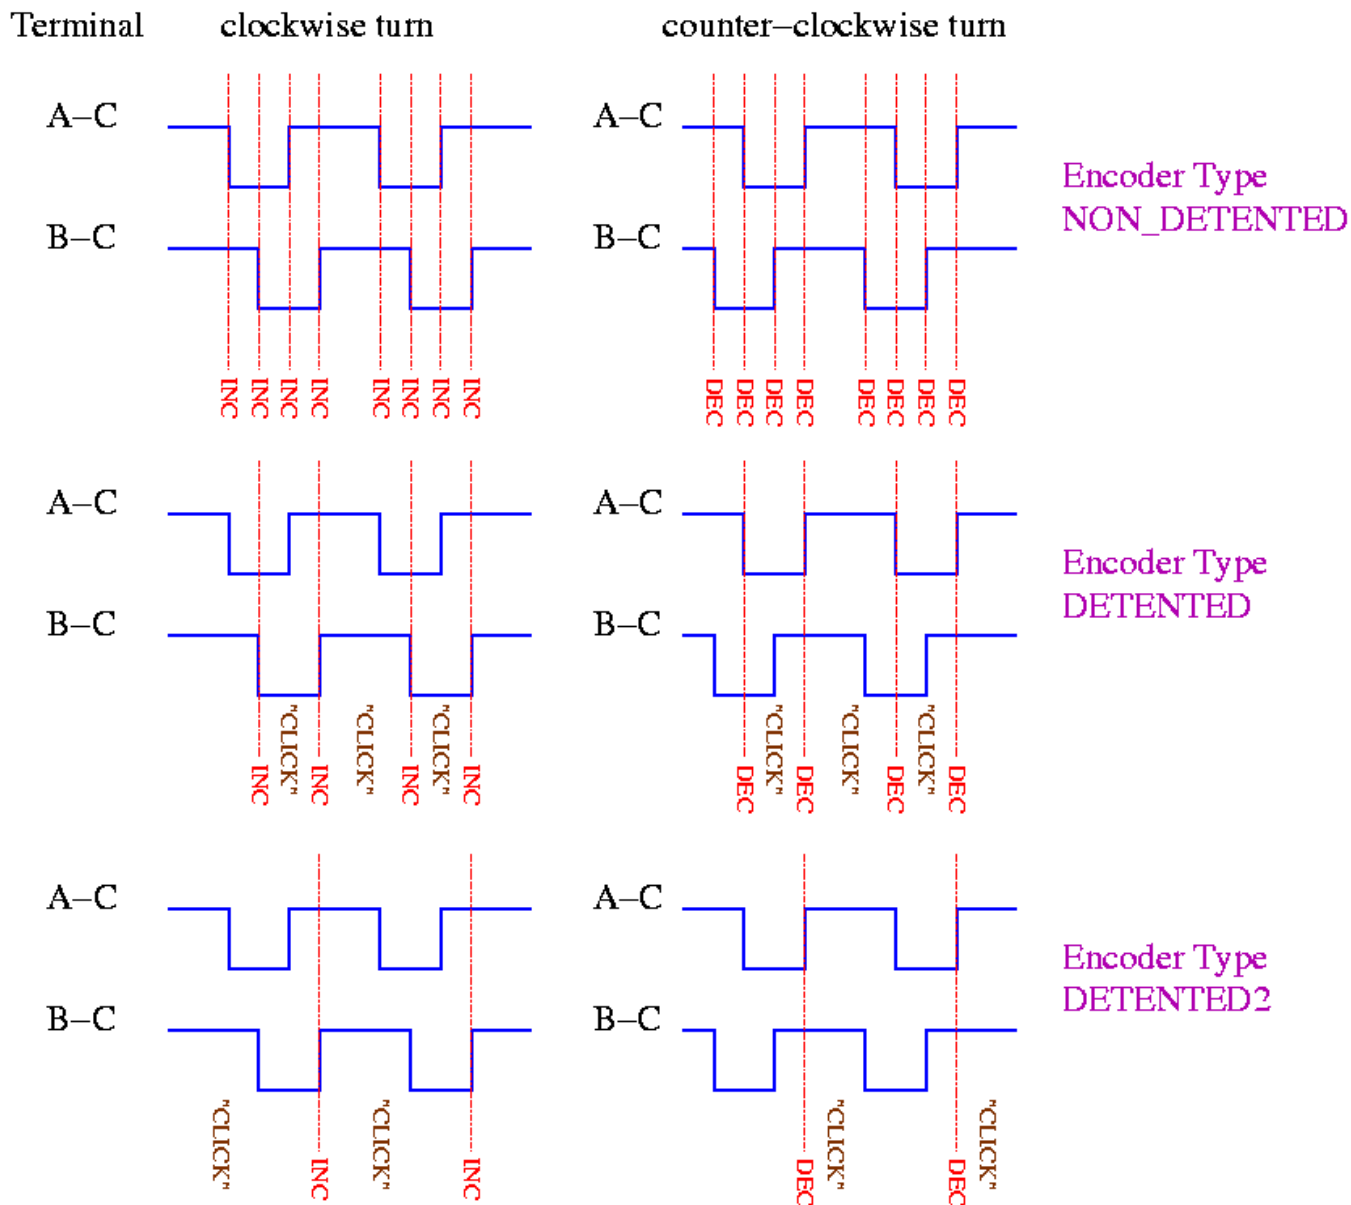 Terminal clockwise turn counter–clockwise turn
A–C A–C
Encoder Type
NON_DETENTED
B–C B–C
INC INC INC INC INC INC INC INC DEC DEC DEC DEC DEC DEC DEC DEC
A–C A–C
Encoder Type
DETENTED
B–C B–C
"CLICK" "CLICK" "CLICK" "CLICK" "CLICK" "CLICK"
INC INC INC INC DEC DEC DEC DEC
A–C A–C
Encoder Type
DETENTED2
B–C B–C
"CLICK" "CLICK" "CLICK" "CLICK"
INC INC DEC DEC